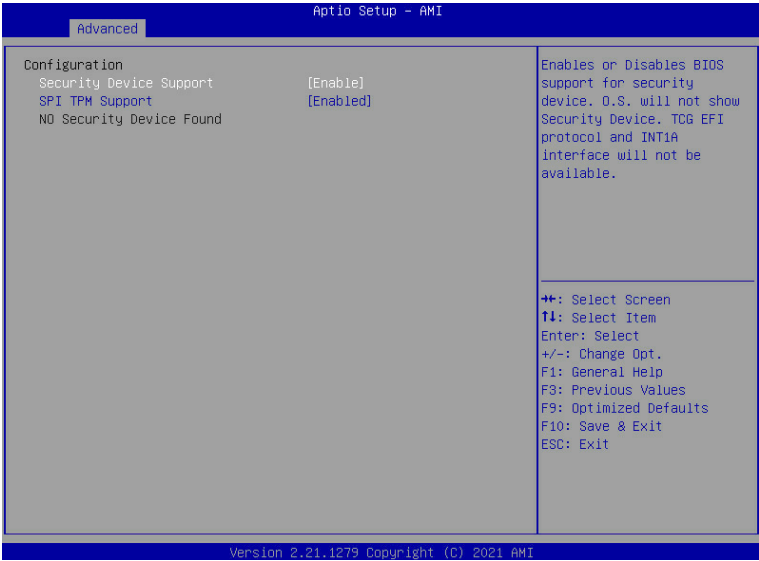 Aptio Setup – AMI
Advanced
Configuration
Security Device Support [Enable]
SPI TPM Support [Enabled]
NO Security Device Found
Enables or Disables BIOS
support for security
device. O.S. will not show
Security Device. TCG EFI
protocol and INT1A
interface will not be
available.
→←: Select Screen
↑↓: Select Item
Enter: Select
+/-: Change Opt.
F1: General Help
F3: Previous Values
F9: Optimized Defaults
F10: Save & Exit
ESC: Exit
Version 2.21.1279 Copyright (C) 2021 AMI